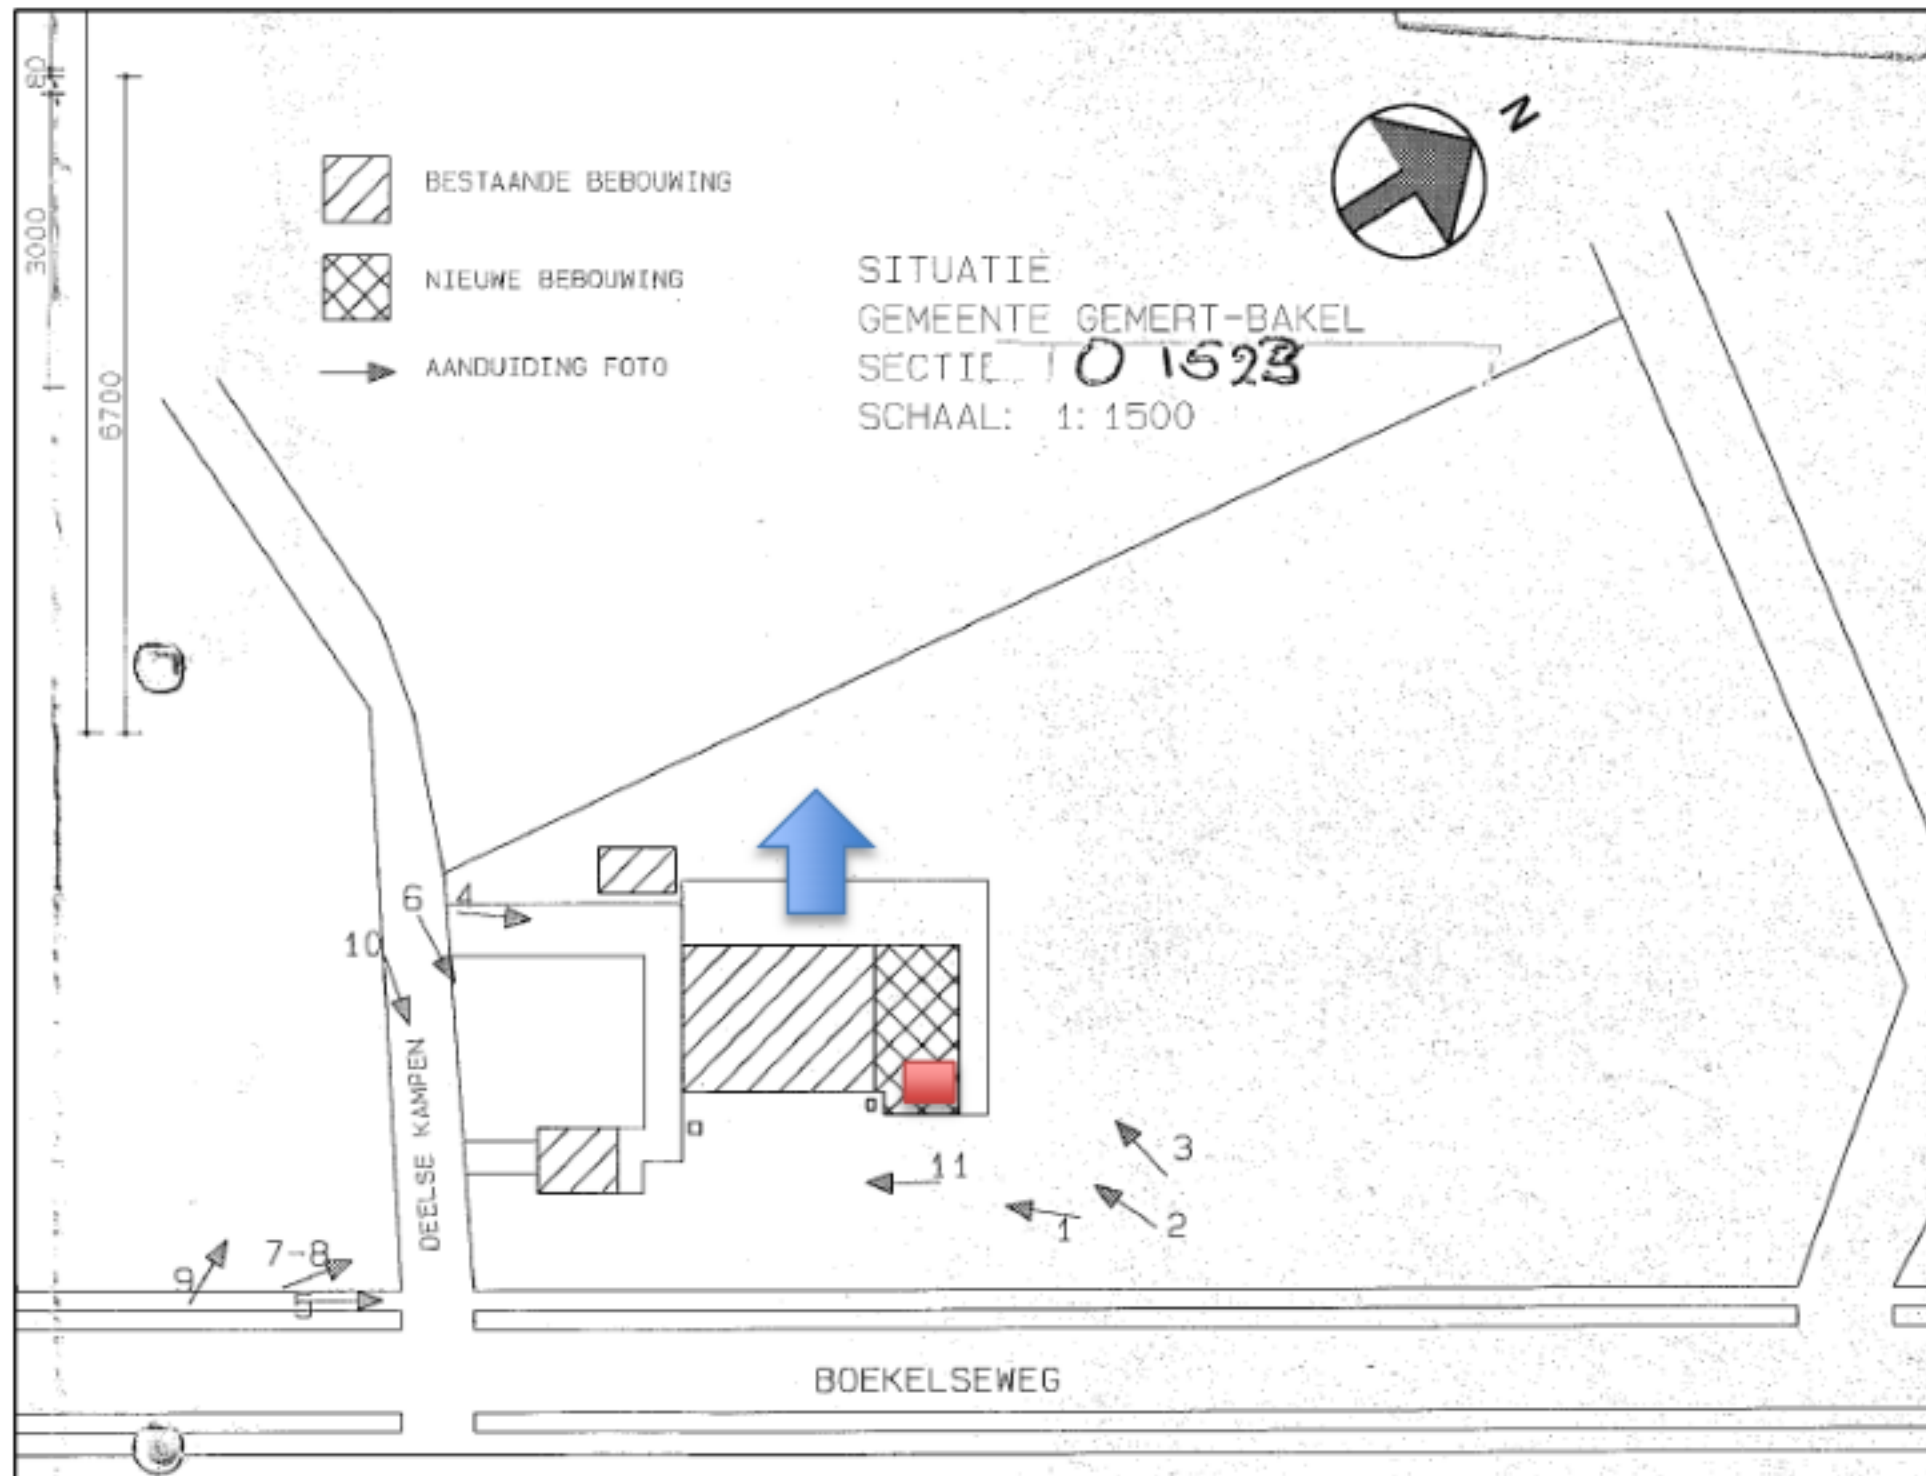 80
3000
6700
BESTAANDE BEBOUWING
NIEUWE BEBOUWING
AANDUIDING FOTO
N
SITUATIE
GEMEENTE GEMERT-BAKEL
SECTIE O 1523
SCHAAL: 1:1500
6 4
10
DEELSE KAMPEN
11
3
1
2
9
7-8
5
BOEKELSEWEG